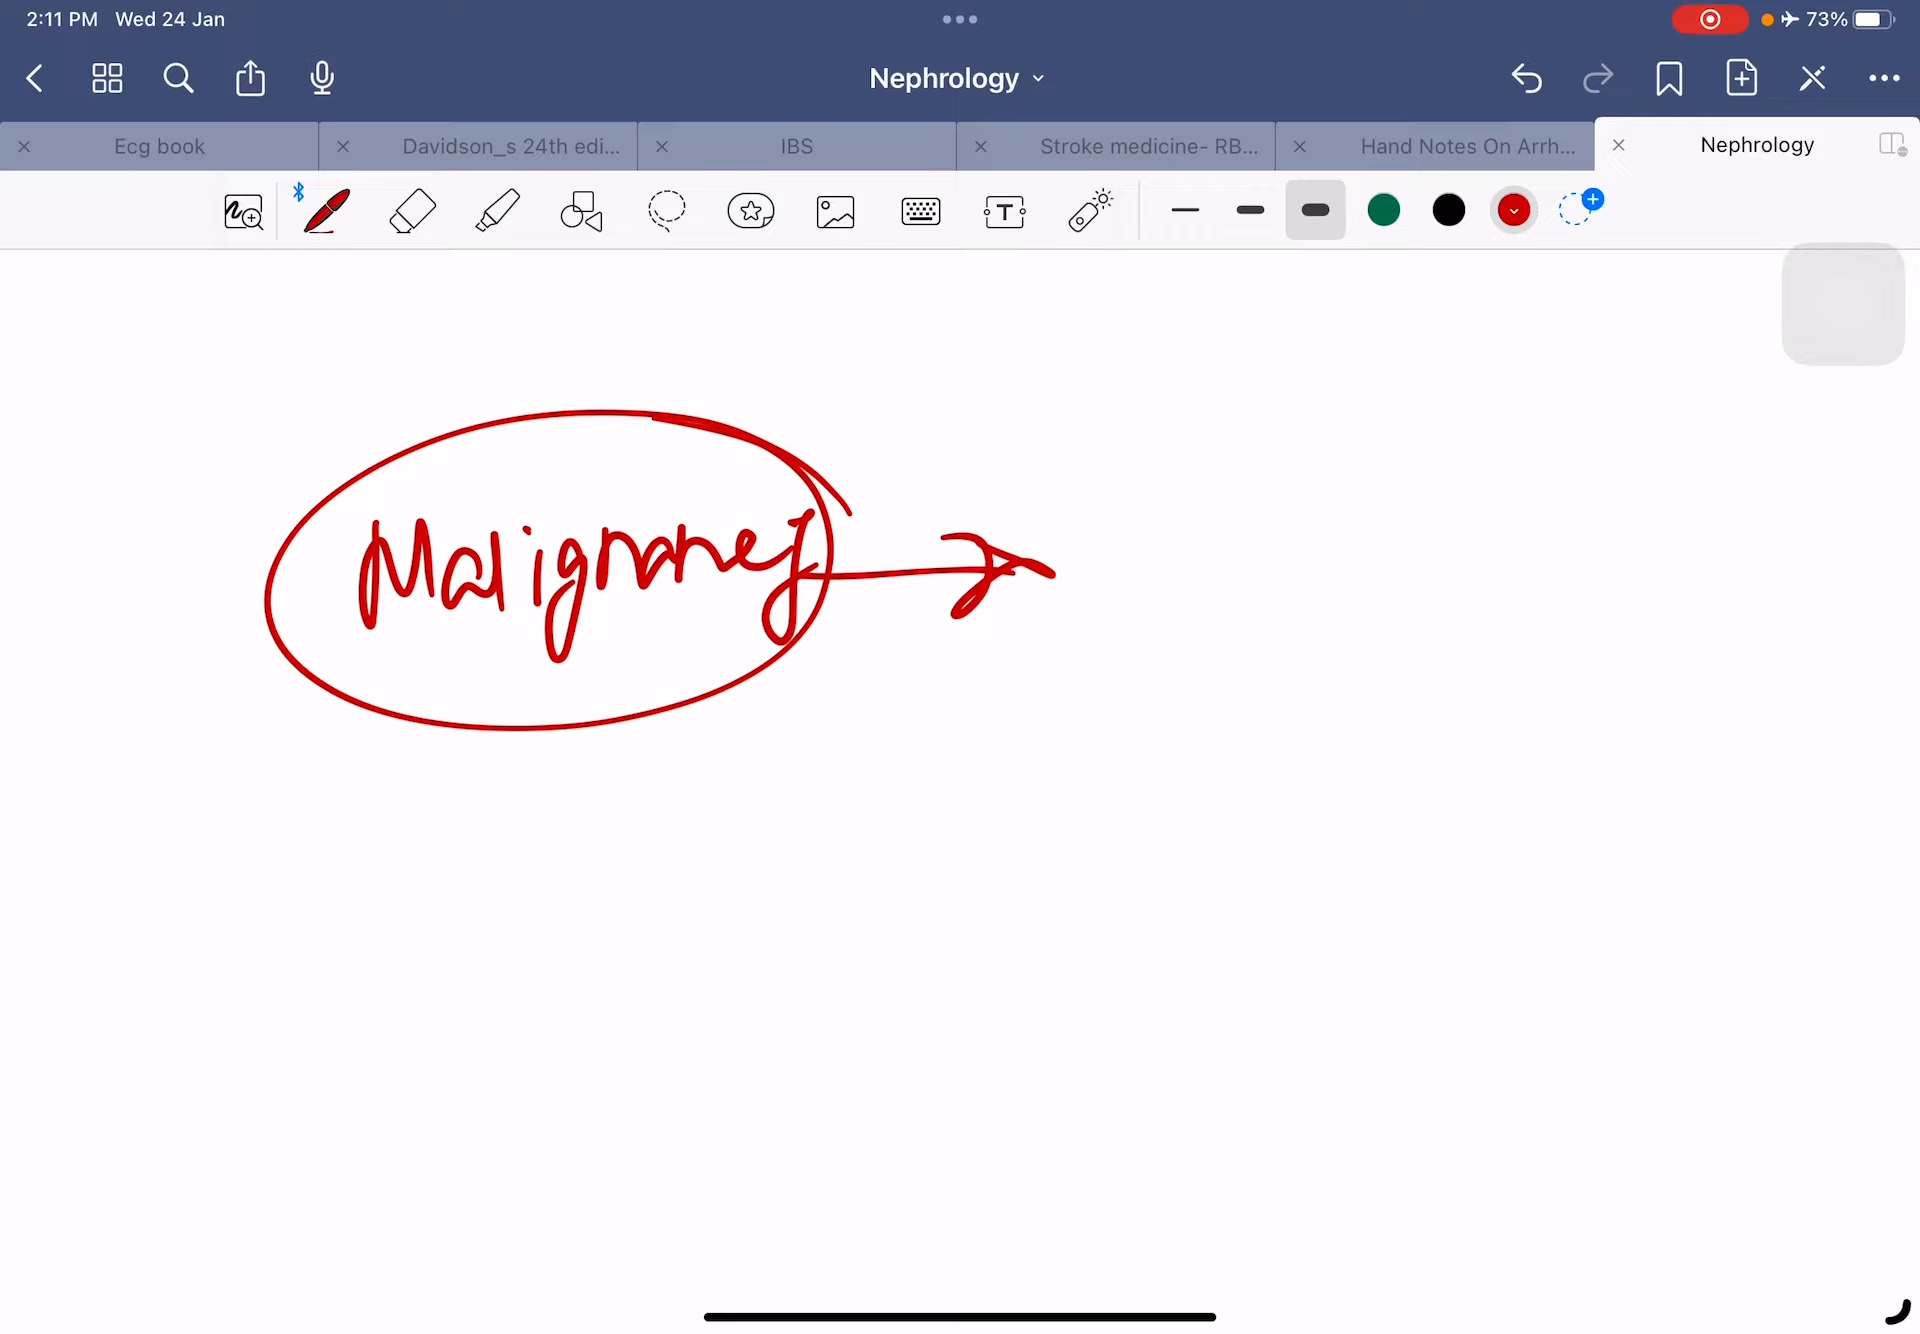 2:11 PM Wed 24 Jan 73%
Nephrology
Ecg book Davidson_s 24th edi... IBS Stroke medicine- RB... Hand Notes On Arrh... Nephrology
T
Malignancy